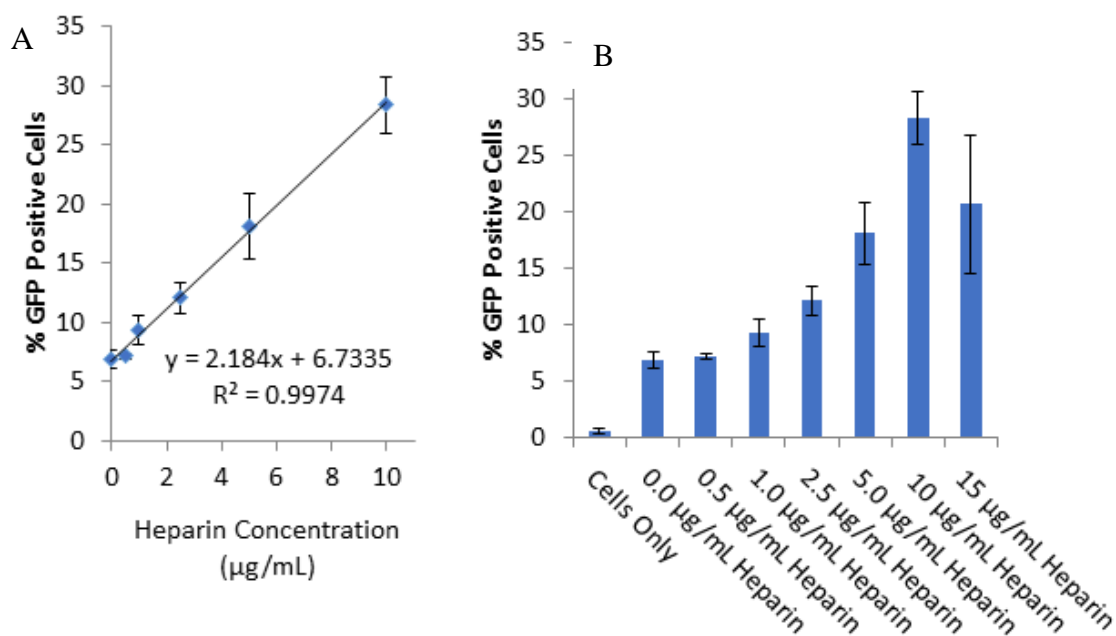 A
35
30
25
20
15
10
5
0
% GFP Positive Cells
y = 2.184x + 6.7335
R² = 0.9974
0 2 4 6 8 10
Heparin Concentration
(µg/mL)
B
35
30
25
20
15
10
5
0
% GFP Positive Cells
Cells Only
0.0 µg/mL Heparin
0.5 µg/mL Heparin
1.0 µg/mL Heparin
2.5 µg/mL Heparin
5.0 µg/mL Heparin
10 µg/mL Heparin
15 µg/mL Heparin